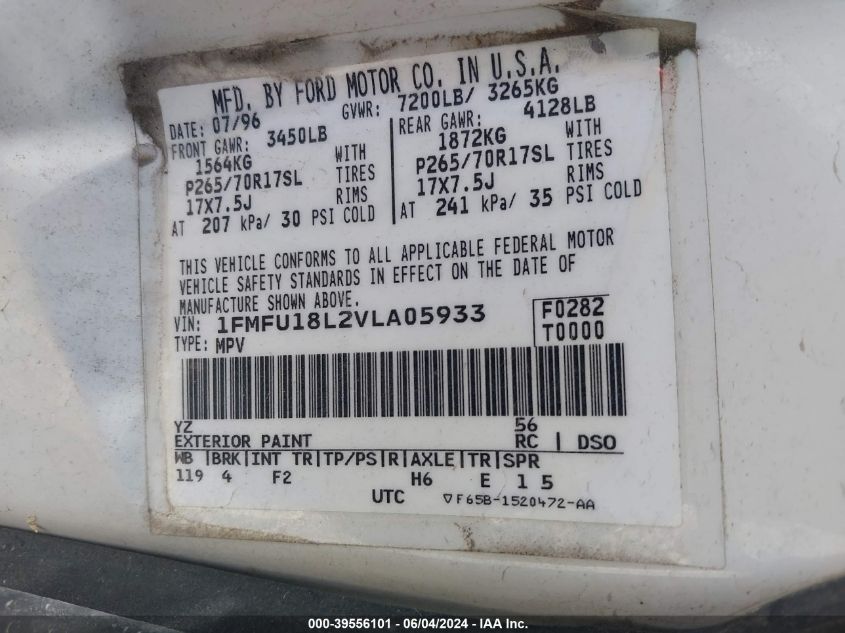 MFD. BY FORD MOTOR CO. IN U.S.A.
DATE: 07/96 GVWR: 7200LB/ 3265KG
FRONT GAWR: 3450LB REAR GAWR: 4128LB
1564KG WITH 1872KG WITH
P265/70R17SL TIRES P265/70R17SL TIRES
17X7.5J RIMS 17X7.5J RIMS
AT 207 kPa/ 30 PSI COLD AT 241 kPa/ 35 PSI COLD
THIS VEHICLE CONFORMS TO ALL APPLICABLE FEDERAL MOTOR
VEHICLE SAFETY STANDARDS IN EFFECT ON THE DATE OF
MANUFACTURE SHOWN ABOVE.
VIN: 1FMFU18L2VLA05933 F0282
TYPE: MPV T0000
YZ 56
EXTERIOR PAINT RC | DSO
WB |BRK|INT TR|TP/PS|R|AXLE|TR|SPR
119 4 F2 H6 E 1 5
UTC ▽F65B-1520472-AA
000-39556101 - 06/04/2024 - IAAI Inc.